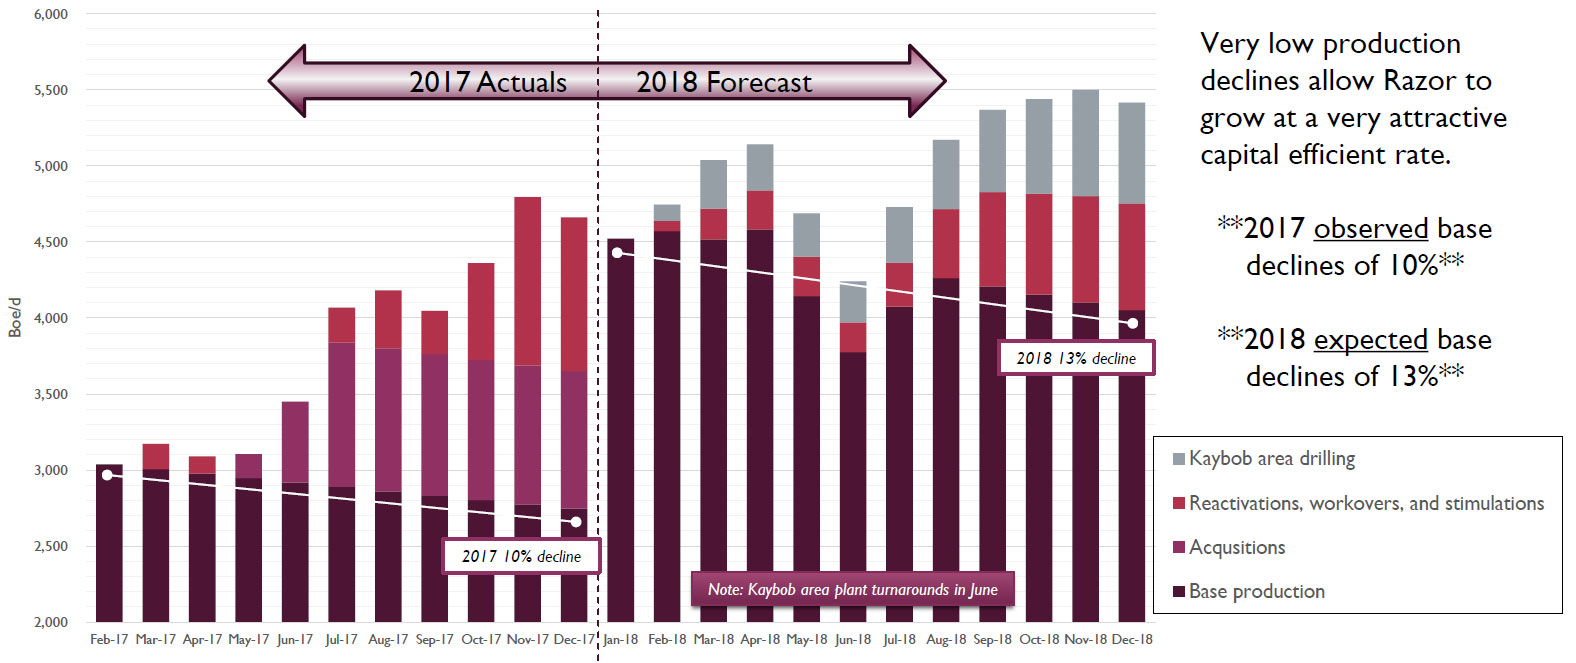 6,000
5,500
5,000
4,500
4,000
3,500
3,000
2,500
2,000
Boe/d
2017 Actuals
2018 Forecast
2017 10% decline
2018 13% decline
Note: Kaybob area plant turnarounds in June
Feb-17 Mar-17 Apr-17 May-17 Jun-17 Jul-17 Aug-17 Sep-17 Oct-17 Nov-17 Dec-17 Jan-18 Feb-18 Mar-18 Apr-18 May-18 Jun-18 Jul-18 Aug-18 Sep-18 Oct-18 Nov-18 Dec-18
Very low production
declines allow Razor to
grow at a very attractive
capital efficient rate.
**2017 observed base
declines of 10%**
**2018 expected base
declines of 13%**
Kaybob area drilling
Reactivations, workovers, and stimulations
Acqusitions
Base production